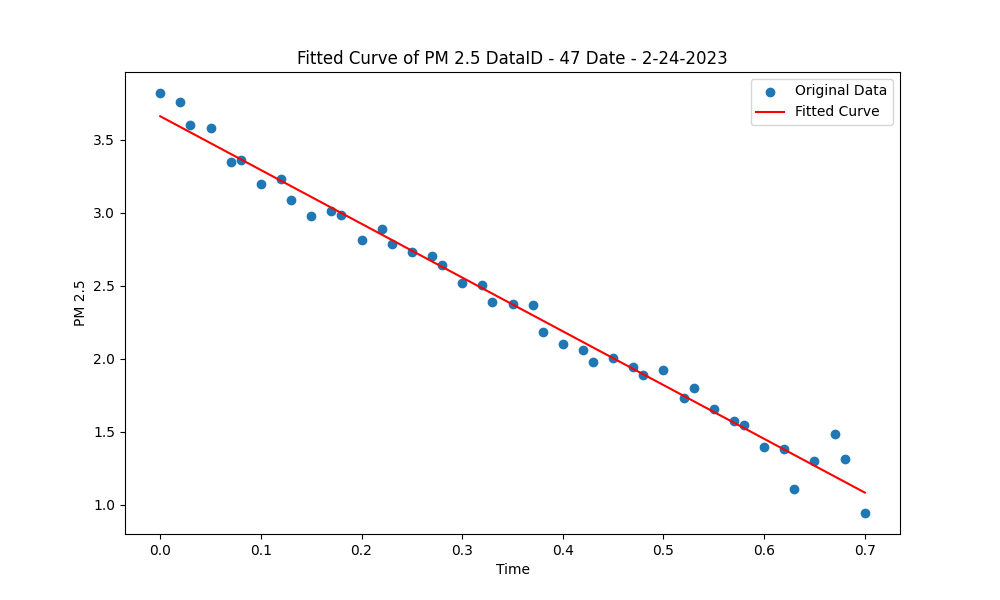 Fitted Curve of PM 2.5 DataID - 47 Date - 2-24-2023
Original Data
Fitted Curve
3.5
3.0
2.5
2.0
1.5
1.0
PM 2.5
0.0 0.1 0.2 0.3 0.4 0.5 0.6 0.7
Time